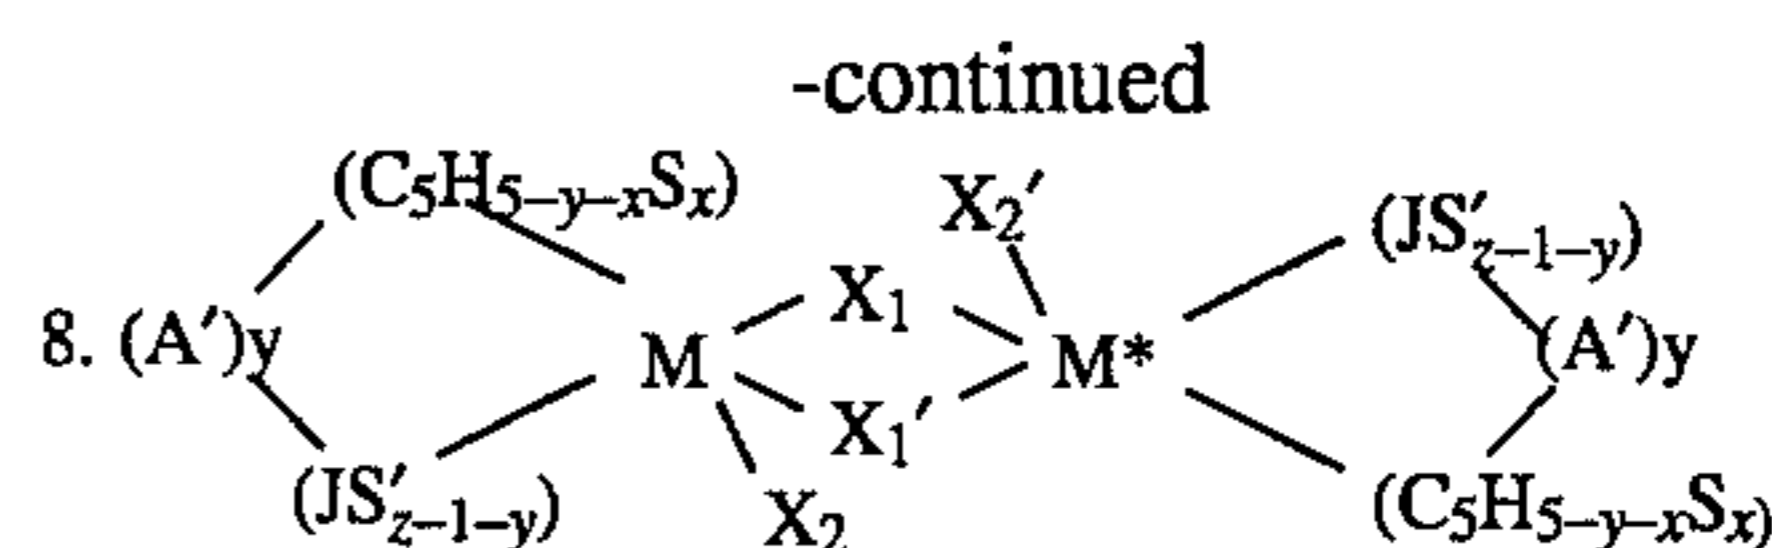 -continued
(C₅H₅₋y₋ₓSₓ) X₂′ (JS′z₋₁₋y)
X₁
8. (A′)y M M* (A′)y
X₁′
(JS′z₋₁₋y) X₂ (C₅H₅₋y₋ₓSₓ)